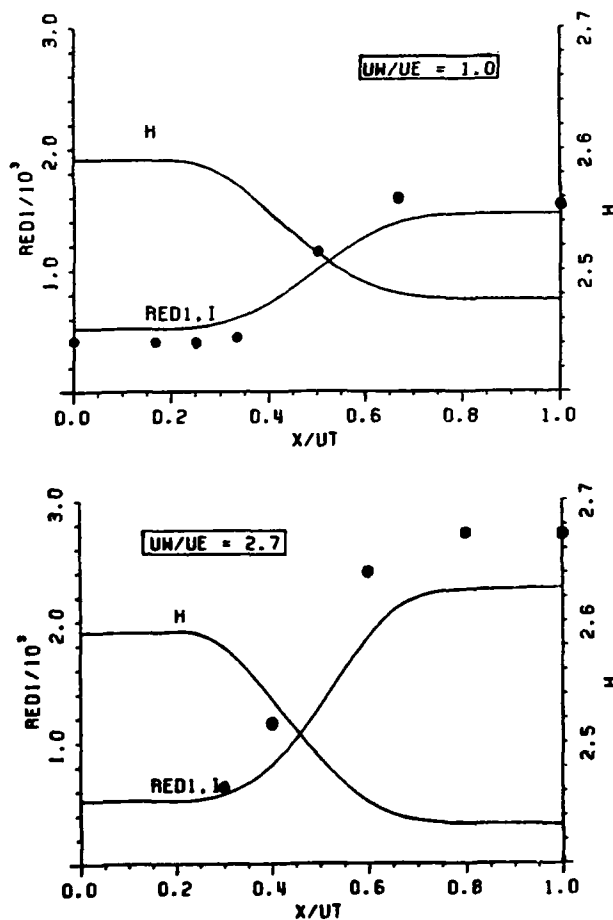 3.0
2.0
1.0
RED1/10³
UW/UE = 1.0
H
RED1,I
2.7
2.6
2.5
H
0.0 0.2 0.4 0.6 0.8 1.0
X/UT
3.0
2.0
1.0
RED1/10³
UW/UE = 2.7
H
RED1,I
2.7
2.6
2.5
H
0.0 0.2 0.4 0.6 0.8 1.0
X/UT